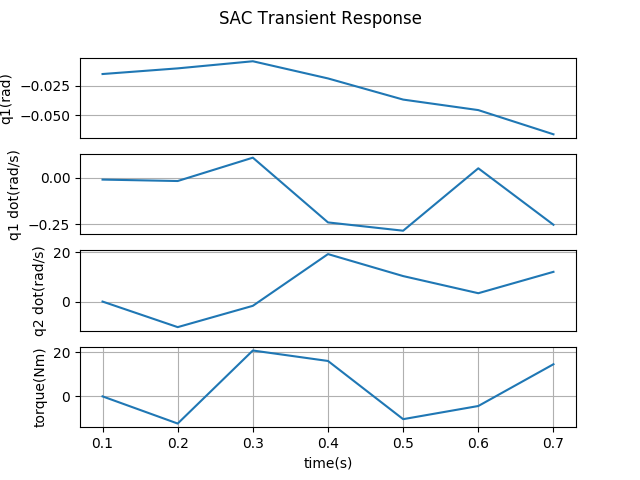 SAC Transient Response
q1(rad)
−0.025
−0.050
q1 dot(rad/s)
0.00
−0.25
q2 dot(rad/s)
20
0
torque(Nm)
20
0
0.1 0.2 0.3 0.4 0.5 0.6 0.7
time(s)